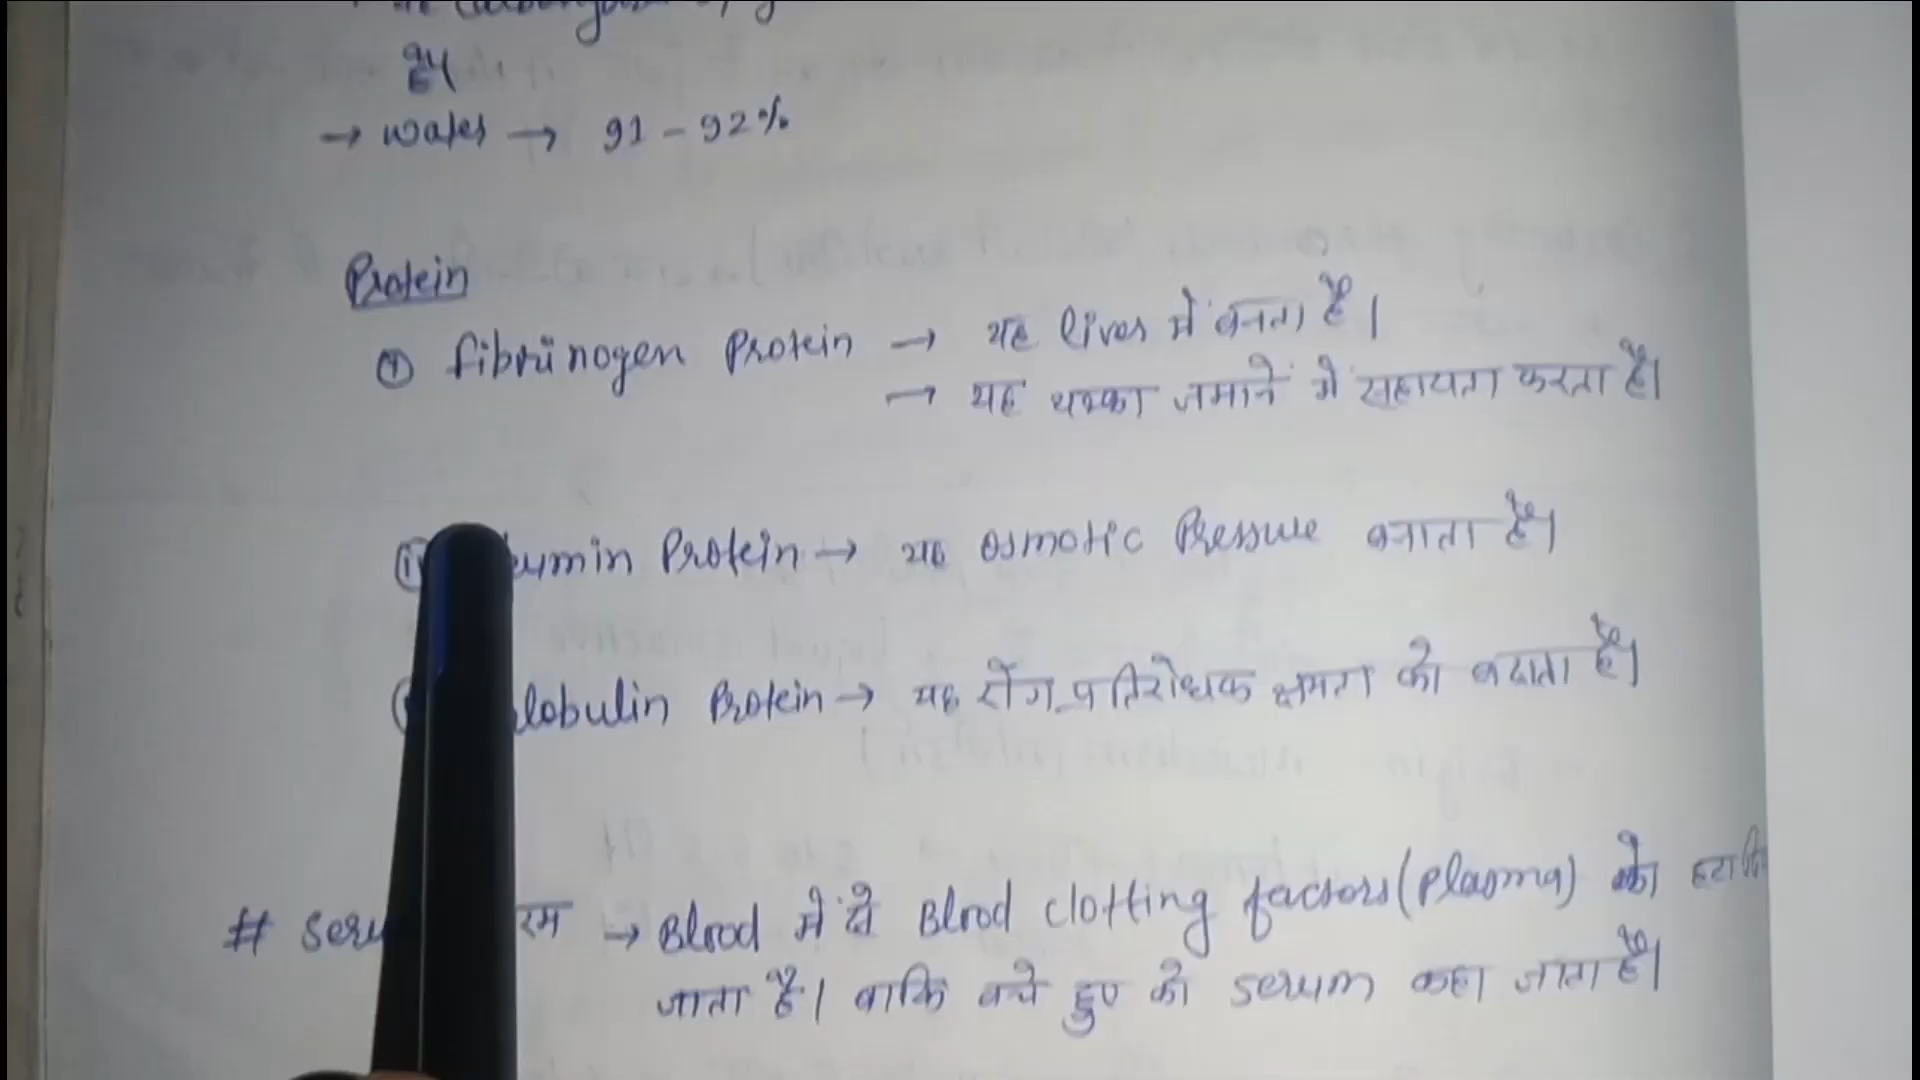 है।
→ water → 91 - 92%
Protein
① fibrinogen Protein → यह liver में बनता है।
→ यह थक्का जमाने में सहायता करता है।
umin Protein → यह Osmotic Pressure बनाता है।
lobulin Protein → यह रोग प्रतिरोधक क्षमता को बढाता है।
# seru रम → Blood में से Blood clotting factors (Plasma) को हटा
जाता है। बाकि बचे हुए को serum कहा जाता है।